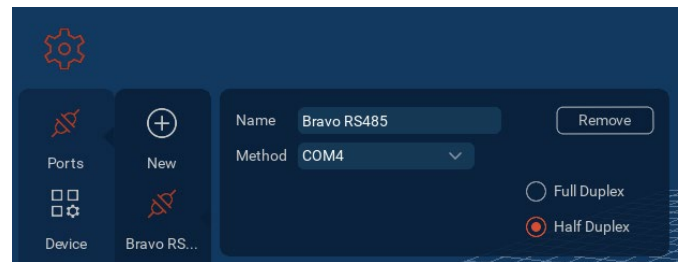 Ports
Device
New
Bravo RS...
Name Bravo RS485
Remove
Method COM4
Full Duplex
Half Duplex